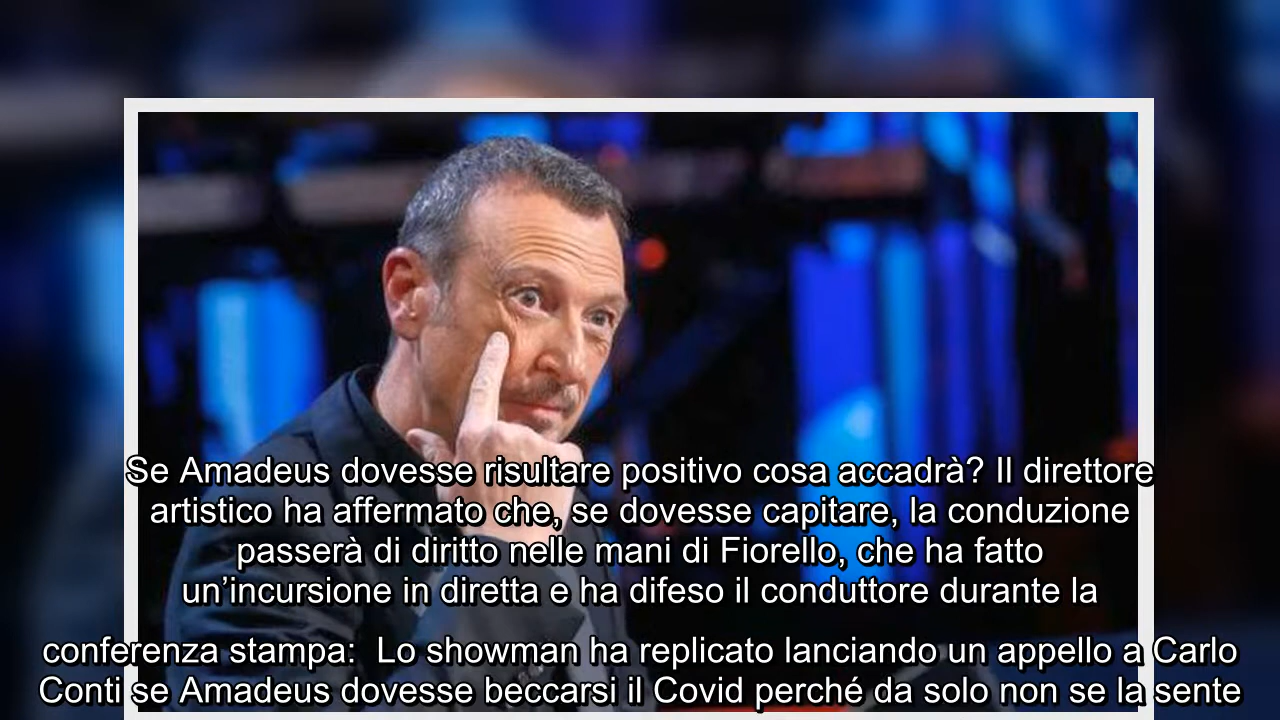 Se Amadeus dovesse risultare positivo cosa accadrà? Il direttore
artistico ha affermato che, se dovesse capitare, la conduzione
passerà di diritto nelle mani di Fiorello, che ha fatto
un’incursione in diretta e ha difeso il conduttore durante la
conferenza stampa:  Lo showman ha replicato lanciando un appello a Carlo
Conti se Amadeus dovesse beccarsi il Covid perché da solo non se la sente